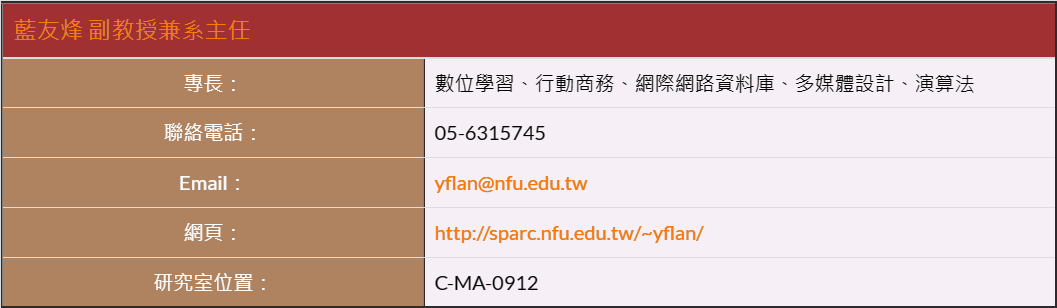 藍友烽 副教授兼系主任
專長： 數位學習、行動商務、網際網路資料庫、多媒體設計、演算法
聯絡電話： 05-6315745
Email： yflan@nfu.edu.tw
網頁： http://sparc.nfu.edu.tw/~yflan/
研究室位置： C-MA-0912